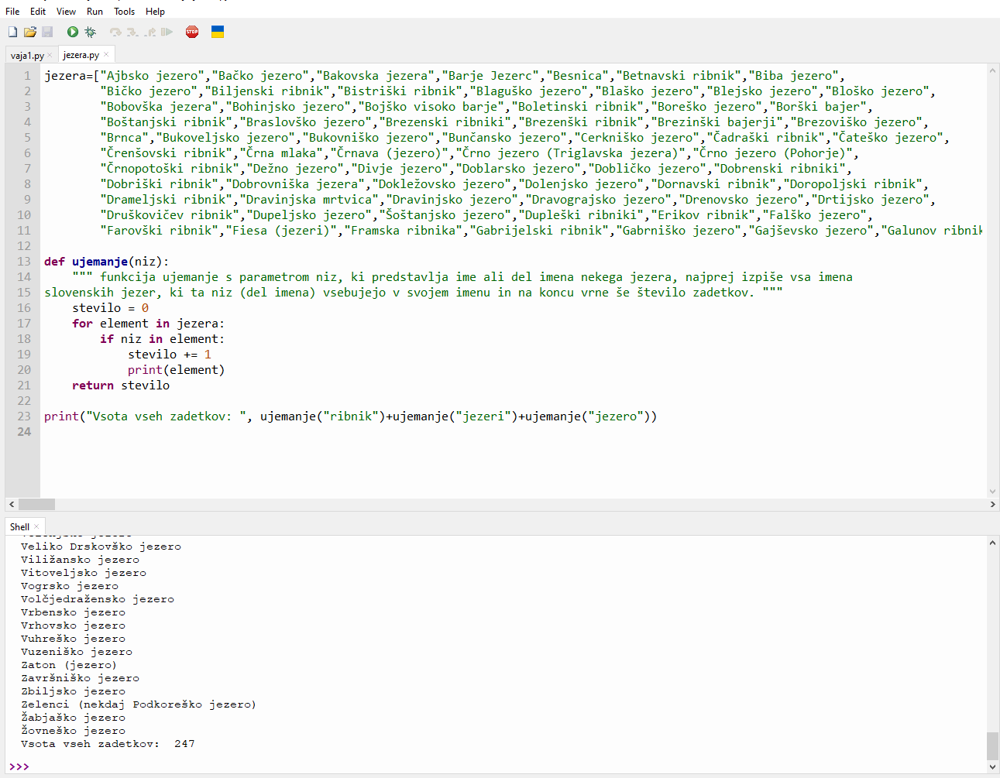 File Edit View Run Tools Help
STOP
vaja1.py × jezera.py ×
1 jezera=["Ajbsko jezero","Bačko jezero","Bakovska jezera","Barje Jezerc","Besnica","Betnavski ribnik","Biba jezero",
2 "Bičko jezero","Biljenski ribnik","Bistriški ribnik","Blaguško jezero","Blaško jezero","Blejsko jezero","Bloško jezero",
3 "Bobovška jezera","Bohinjsko jezero","Bojško visoko barje","Boletinski ribnik","Boreško jezero","Borški bajer",
4 "Boštanjski ribnik","Braslovško jezero","Brezenski ribniki","Brezenški ribnik","Brezinški bajerji","Brezoviško jezero",
5 "Brnca","Bukoveljsko jezero","Bukovniško jezero","Bunčansko jezero","Cerkniško jezero","Čadraški ribnik","Čateško jezero",
6 "Črenšovski ribnik","Črna mlaka","Črnava (jezero)","Črno jezero (Triglavska jezera)","Črno jezero (Pohorje)",
7 "Črnopotoški ribnik","Dežno jezero","Divje jezero","Doblarsko jezero","Dobličko jezero","Dobrenski ribniki",
8 "Dobriški ribnik","Dobrovniška jezera","Dokležovsko jezero","Dolenjsko jezero","Dornavski ribnik","Doropoljski ribnik",
9 "Drameljski ribnik","Dravinjska mrtvica","Dravinjsko jezero","Dravograjsko jezero","Drenovsko jezero","Drtijsko jezero",
10 "Druškovičev ribnik","Dupeljsko jezero","Šoštanjsko jezero","Dupleški ribniki","Erikov ribnik","Falško jezero",
11 "Farovški ribnik","Fiesa (jezeri)","Framska ribnika","Gabrijelski ribnik","Gabrniško jezero","Gajševsko jezero","Galunov ribnik
12
13 def ujemanje(niz):
14 """ funkcija ujemanje s parametrom niz, ki predstavlja ime ali del imena nekega jezera, najprej izpiše vsa imena
15 slovenskih jezer, ki ta niz (del imena) vsebujejo v svojem imenu in na koncu vrne še število zadetkov. """
16 stevilo = 0
17 for element in jezera:
18 if niz in element:
19 stevilo += 1
20 print(element)
21 return stevilo
22
23 print("Vsota vseh zadetkov: ", ujemanje("ribnik")+ujemanje("jezeri")+ujemanje("jezero"))
24
Shell ×
Veliko Drskovško jezero
Viližansko jezero
Vitoveljsko jezero
Vogrsko jezero
Volčjedražensko jezero
Vrbensko jezero
Vrhovsko jezero
Vuhreško jezero
Vuzeniško jezero
Zaton (jezero)
Završniško jezero
Zbiljsko jezero
Zelenci (nekdaj Podkoreško jezero)
Žabjaško jezero
Žovneško jezero
Vsota vseh zadetkov:  247
>>>